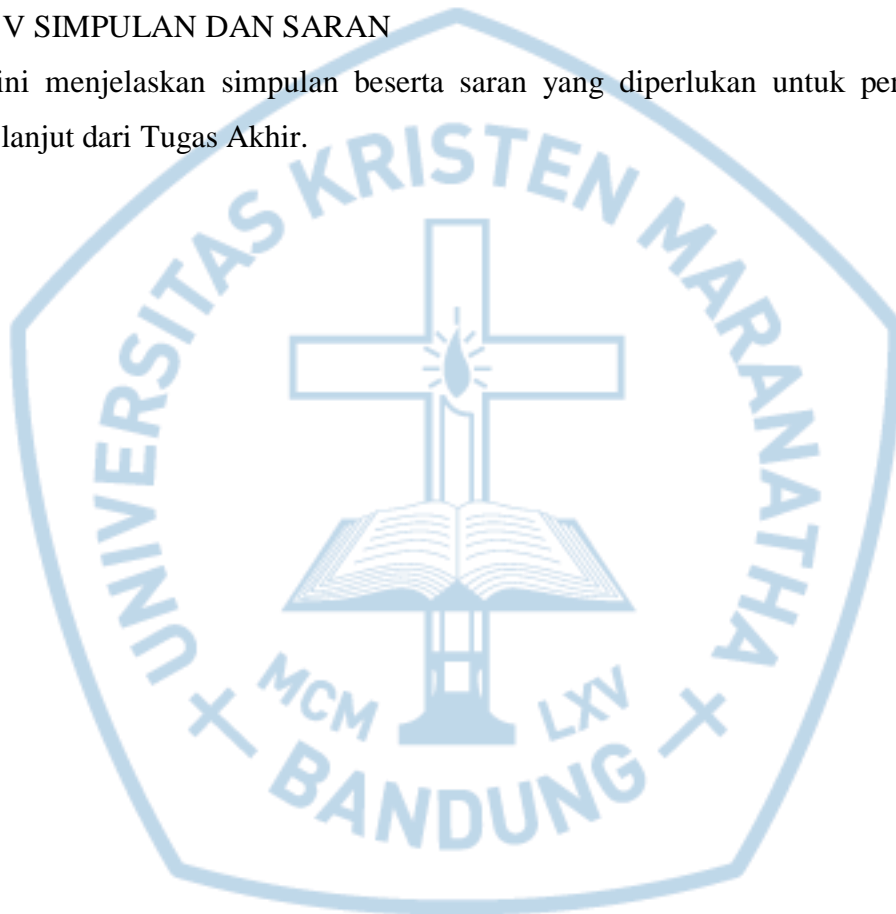 V SIMPULAN DAN SARAN
ini menjelaskan simpulan beserta saran yang diperlukan untuk per
lanjut dari Tugas Akhir.
UNIVERSITAS KRISTEN MARANATHA
MCM LXV
BANDUNG